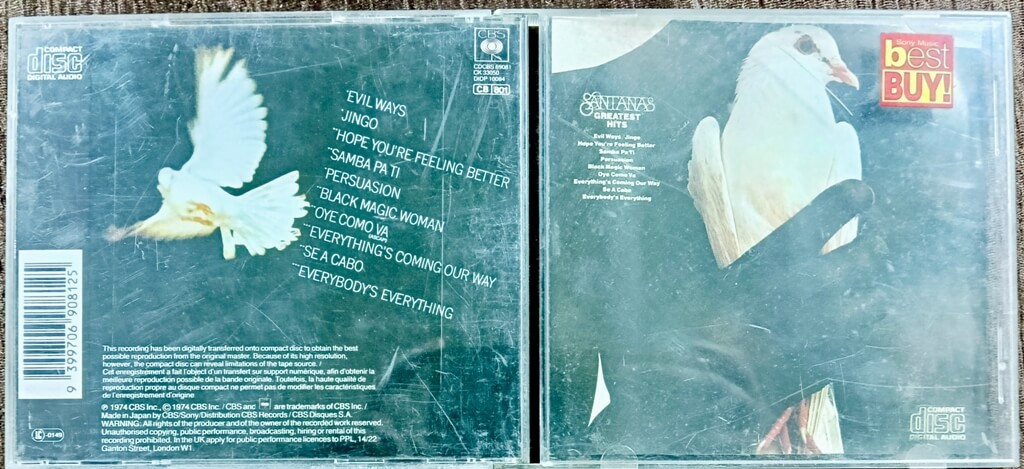 COMPACT
disc
DIGITAL AUDIO
CBS
CDCBS 69081
CK 33050
DIDP 10084
CB 801
"EVIL WAYS
"JINGO
"HOPE YOU'RE FEELING BETTER
"SAMBA PA TI
"PERSUASION
"BLACK MAGIC WOMAN
"OYE COMO VA
(ASCAP)
"EVERYTHING'S COMING OUR WAY
"SE A CABO
"EVERYBODY'S EVERYTHING
9 399706 908125
This recording has been digitally transferred onto compact disc to obtain the best
possible reproduction from the original master. Because of its high resolution,
however, the compact disc can reveal limitations of the tape source. /
Cet enregistrement a fait l'object d'un transfert sur support numérique, afin d'obtenir la
meilleure reproduction possible de la bande originale. Toutefois, la haute qualité de
reproduction propre au disque compact ne permet pas de modifier les caractéristiques
de l'enregistrement d'origine
℗ 1974 CBS Inc., © 1974 CBS Inc. / CBS and are trademarks of CBS Inc. /
Made in Japan by CBS/Sony/Distribution CBS Records / CBS Disques S.A.
WARNING: All rights of the producer and of the owner of the recorded work reserved.
Unauthorised copying, public performance, broadcasting, hiring or rental of this
recording prohibited. In the UK apply for public performance licences to PPL, 14/22
Ganton Street, London W1.
-0149
SANTANA'S
GREATEST
HITS
Evil Ways Jingo
Hope You're Feeling Better
Samba Pa Ti
Persuasion
Black Magic Woman
Oye Como Va
Everything's Coming Our Way
Se A Cabo
Everybody's Everything
Sony Music
best
BUY!
COMPACT
disc
DIGITAL AUDIO